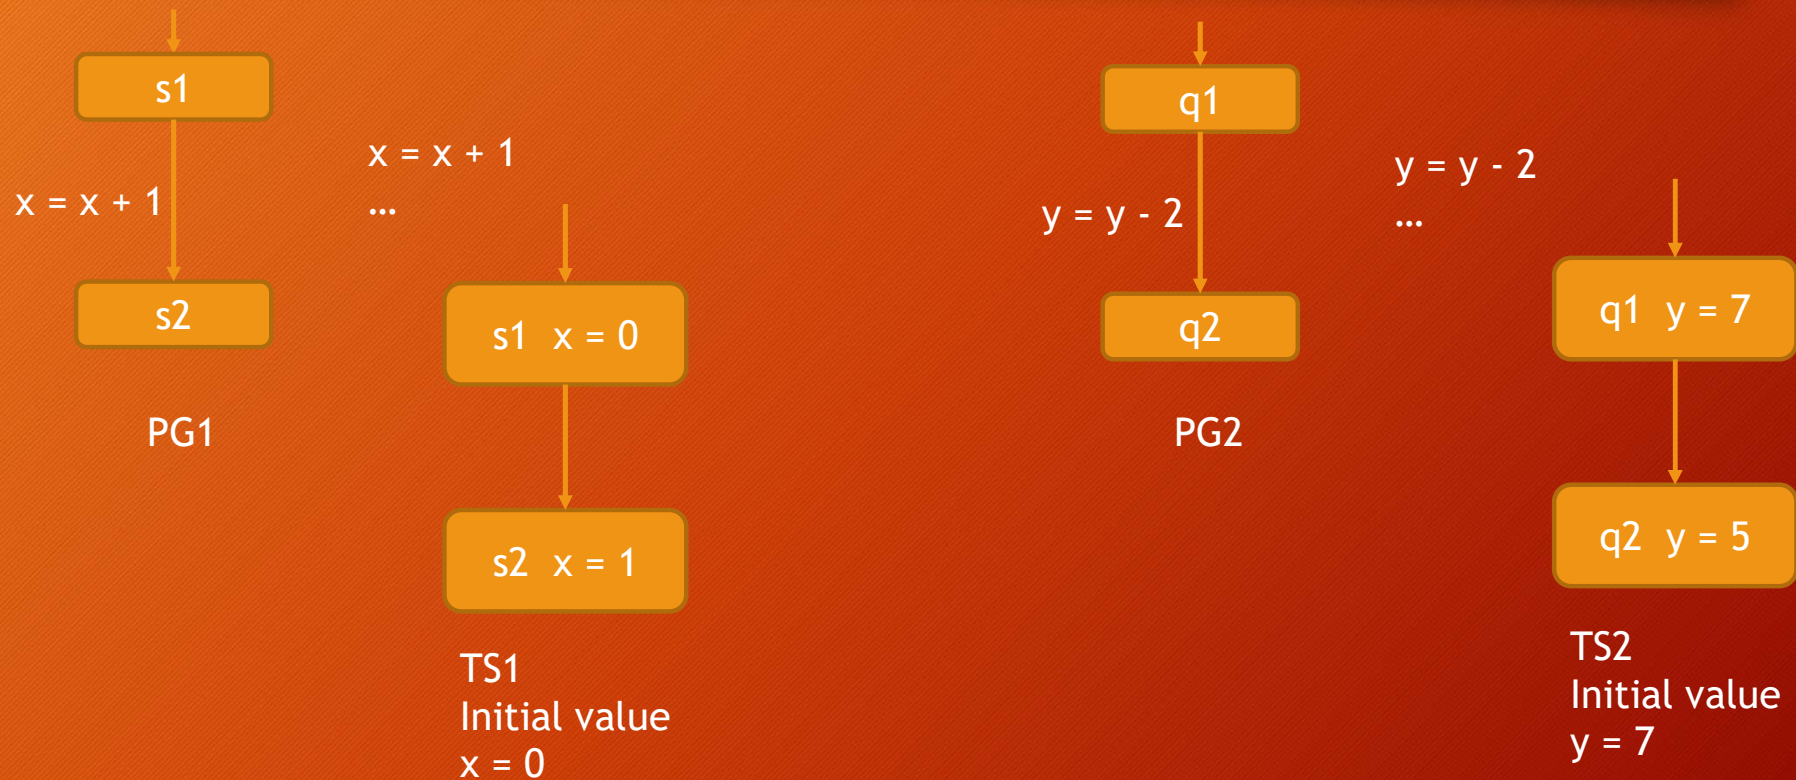 s1
x = x + 1
...
x = x + 1
s2
s1 x = 0
PG1
s2 x = 1
TS1
Initial value
x = 0
q1
y = y - 2
...
y = y - 2
q2
q1 y = 7
PG2
q2 y = 5
TS2
Initial value
y = 7